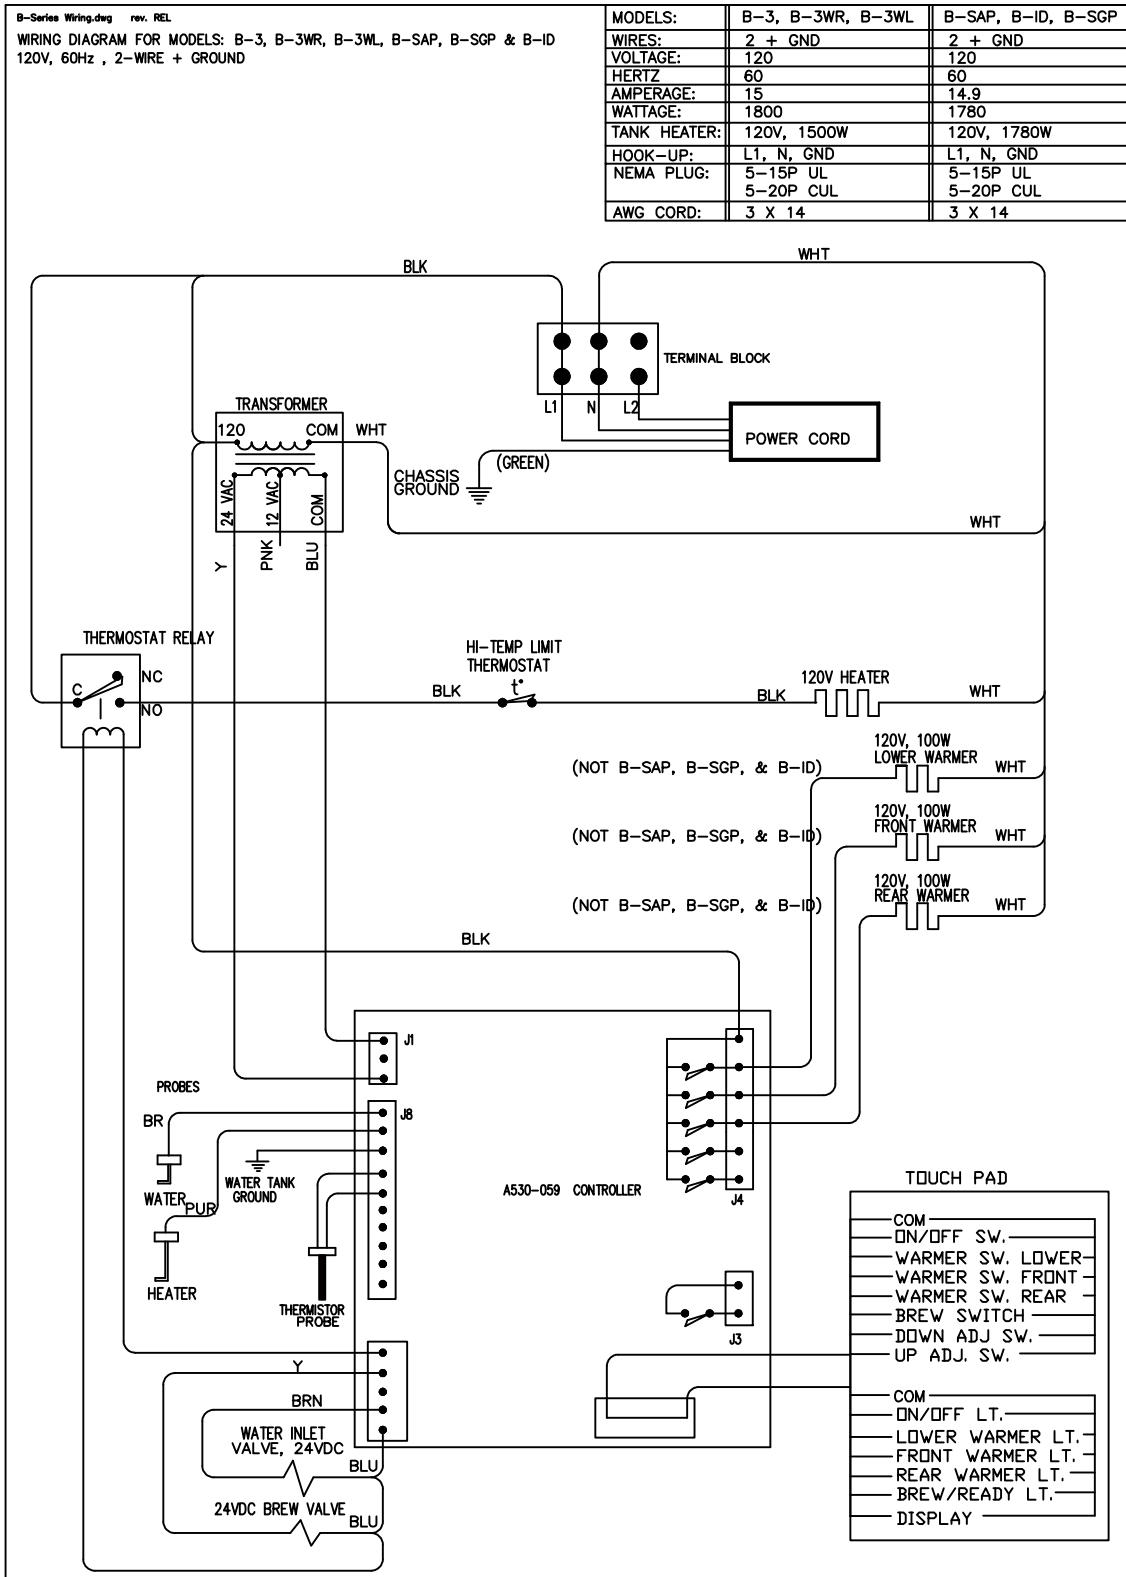 B-Series Wiring.dwg rev. REL
WIRING DIAGRAM FOR MODELS: B-3, B-3WR, B-3WL, B-SAP, B-SGP & B-ID
120V, 60Hz , 2-WIRE + GROUND
MODELS: B-3, B-3WR, B-3WL B-SAP, B-ID, B-SGP
WIRES: 2 + GND 2 + GND
VOLTAGE: 120 120
HERTZ 60 60
AMPERAGE: 15 14.9
WATTAGE: 1800 1780
TANK HEATER: 120V, 1500W 120V, 1780W
HOOK-UP: L1, N, GND L1, N, GND
NEMA PLUG: 5-15P UL 5-15P UL
5-20P CUL 5-20P CUL
AWG CORD: 3 X 14 3 X 14
WHT
BLK
TERMINAL BLOCK
L1 N L2
TRANSFORMER
120 COM WHT
POWER CORD
(GREEN)
CHASSIS
GROUND
24 VAC
12 VAC
COM
WHT
Y
PNK
BLU
THERMOSTAT RELAY
HI-TEMP LIMIT
THERMOSTAT
t°
NC
C
NO
BLK
120V HEATER
BLK
WHT
120V, 100W
LOWER WARMER
(NOT B-SAP, B-SGP, & B-ID)
WHT
120V, 100W
FRONT WARMER
(NOT B-SAP, B-SGP, & B-ID)
WHT
120V, 100W
REAR WARMER
(NOT B-SAP, B-SGP, & B-ID)
WHT
BLK
J1
PROBES
BR
J8
WATER TANK
GROUND
WATER
PUR
HEATER
THERMISTOR
PROBE
A530-059 CONTROLLER
J4
J3
TOUCH PAD
COM
ON/OFF SW.
WARMER SW. LOWER
WARMER SW. FRONT
WARMER SW. REAR
BREW SWITCH
DOWN ADJ SW.
UP ADJ. SW.
COM
ON/OFF LT.
LOWER WARMER LT.
FRONT WARMER LT.
REAR WARMER LT.
BREW/READY LT.
DISPLAY
Y
BRN
WATER INLET
VALVE, 24VDC
BLU
24VDC BREW VALVE
BLU